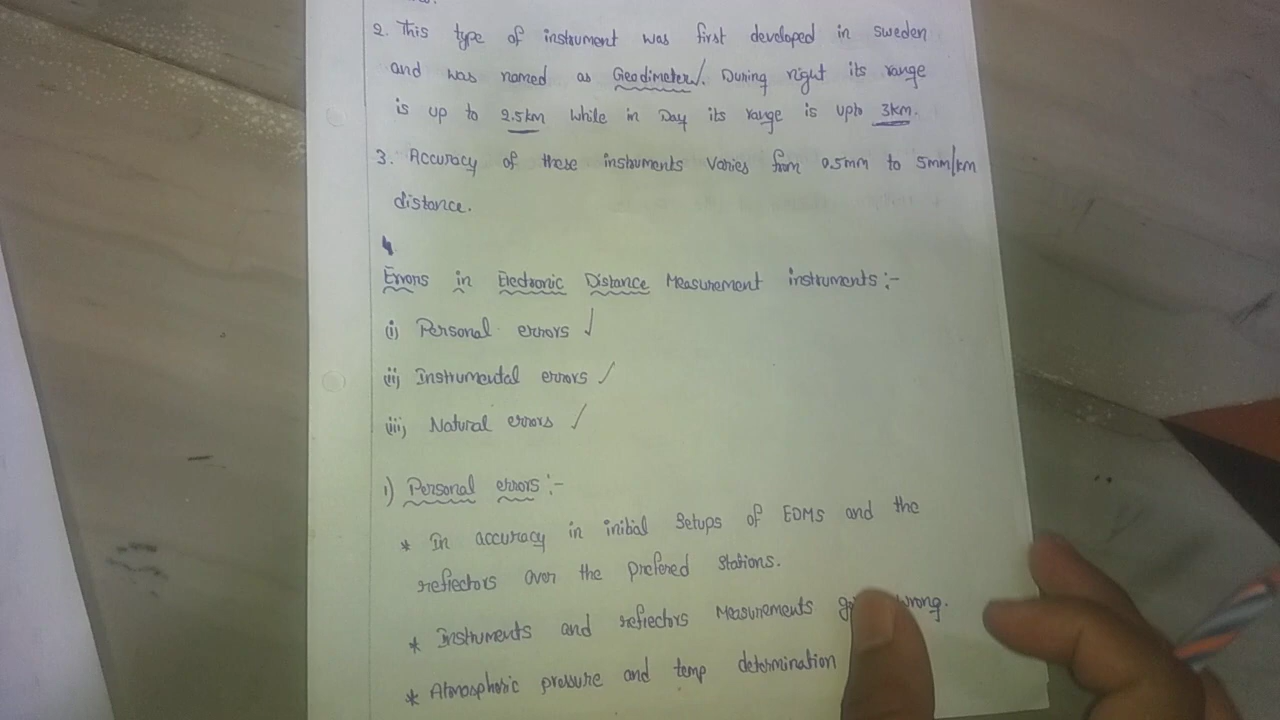 2. This type of instrument was first developed in sweden
and was named as Geodimeter. During night its range
is up to 2.5km While in Day its range is upto 3km.
3. Accuracy of these instruments varies from 0.5mm to 5mm/km
distance.
Errors in Electronic Distance Measurement instruments:-
(i) Personal errors
(ii) Instrumental errors
(iii) Natural errors
1) Personal errors:-
* In accuracy in initial Setups of EDMS and the
reflectors over the prefered stations.
* Instruments and reflectors Measurements wrong.
* Atmospheric pressure and temp determination